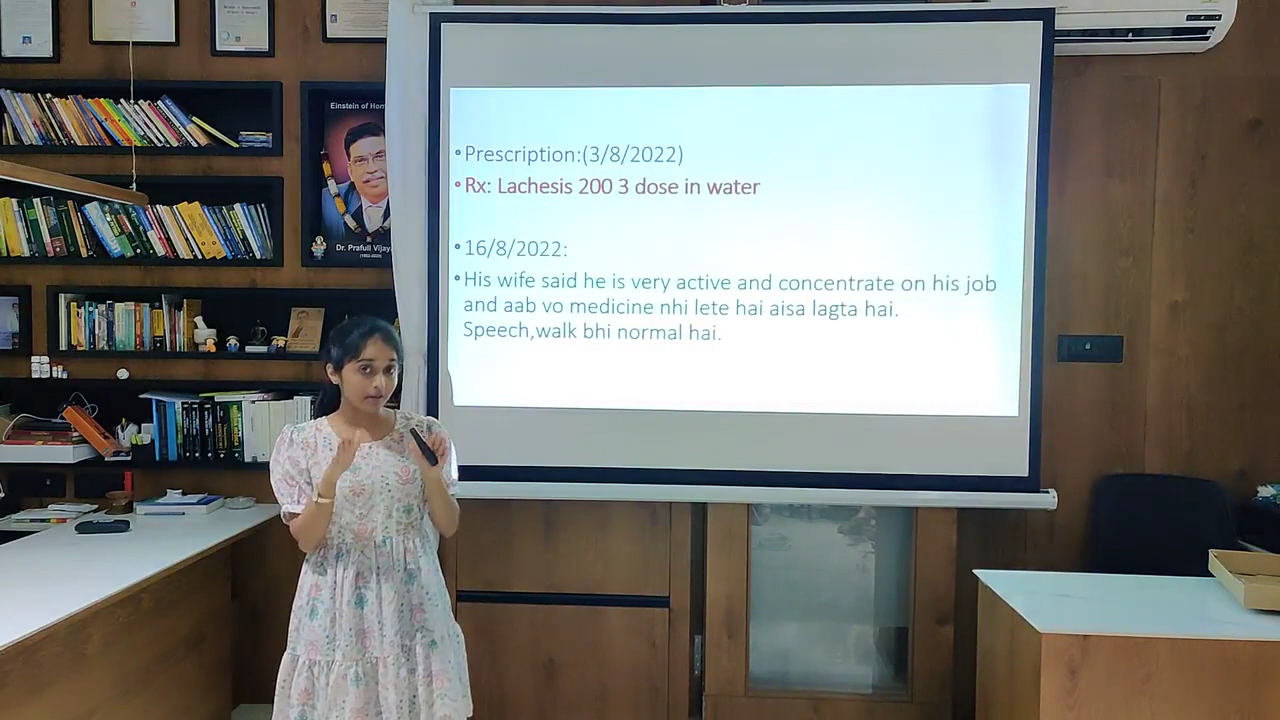 Einstein of Hom
Dr. Prafull Vijay
•Prescription:(3/8/2022)
•Rx: Lachesis 200 3 dose in water
•16/8/2022:
•His wife said he is very active and concentrate on his job
and aab vo medicine nhi lete hai aisa lagta hai.
Speech,walk bhi normal hai.